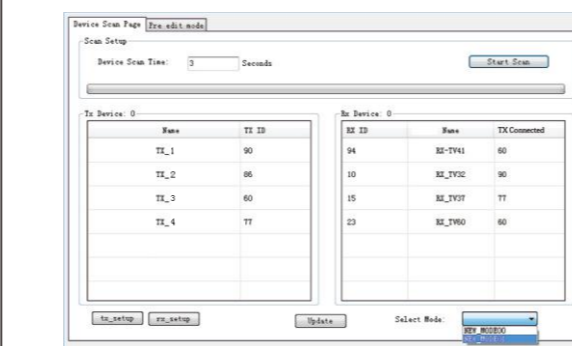 Device Scan Page Pre edit mode
Scan Setup
Device Scan Time: 3 Seconds Start Scan
Tx Device: 0 Rx Device: 0
Name TX ID RX ID Name TX Connected
TX_1 90 94 RX-TV41 60
TX_2 86 10 RX_TV32 90
TX_3 60 15 RX_TV37 77
TX_4 77 23 RX_TV60 60
tx_setup rx_setup Update Select Mode:
NEW_MODE00